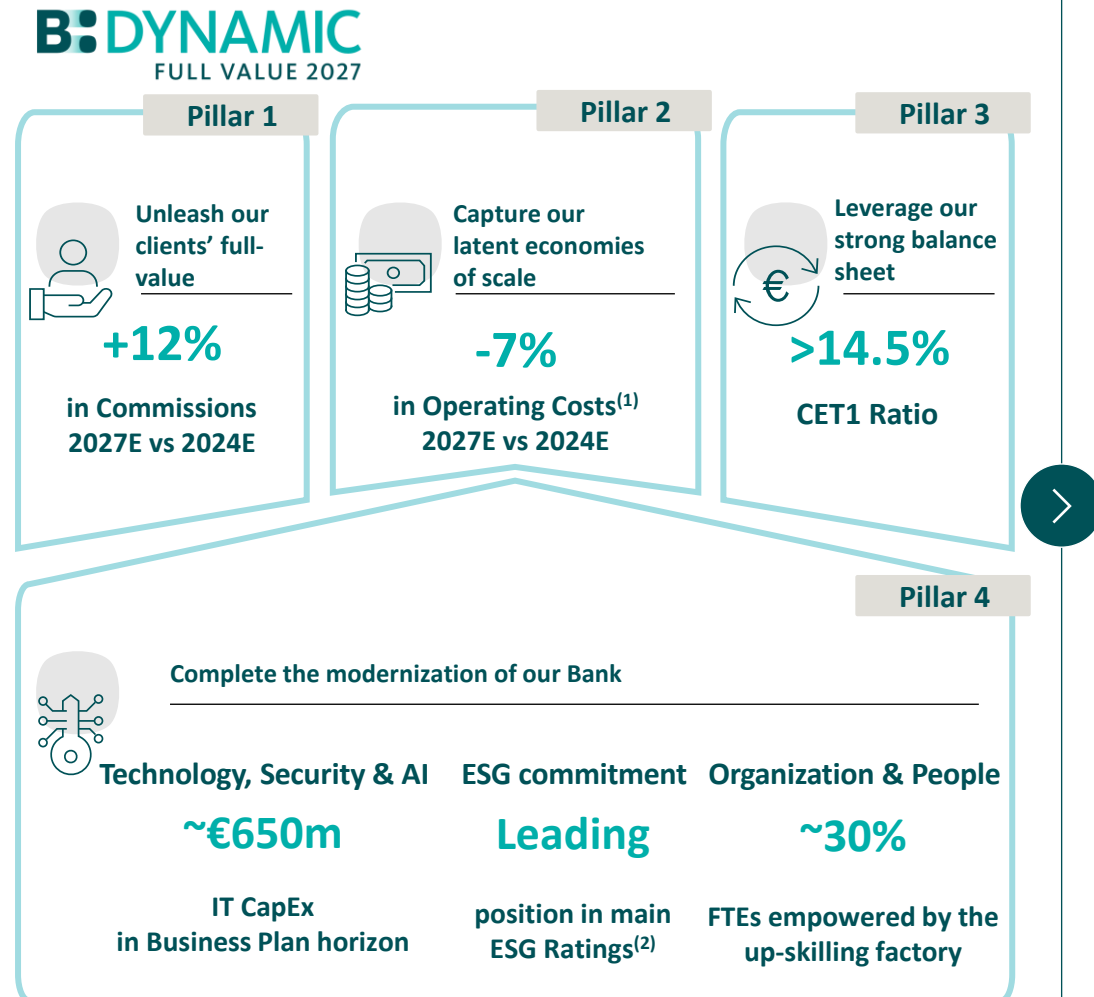 B:DYNAMIC
FULL VALUE 2027
Pillar 1
Unleash our
clients’ full-
value
+12%
in Commissions
2027E vs 2024E
Pillar 2
Capture our
latent economies
of scale
-7%
in Operating Costs(1)
2027E vs 2024E
Pillar 3
Leverage our
strong balance
sheet
€
>14.5%
CET1 Ratio
Pillar 4
Complete the modernization of our Bank
Technology, Security & AI
~€650m
IT CapEx
in Business Plan horizon
ESG commitment
Leading
position in main
ESG Ratings(2)
Organization & People
~30%
FTEs empowered by the
up-skilling factory